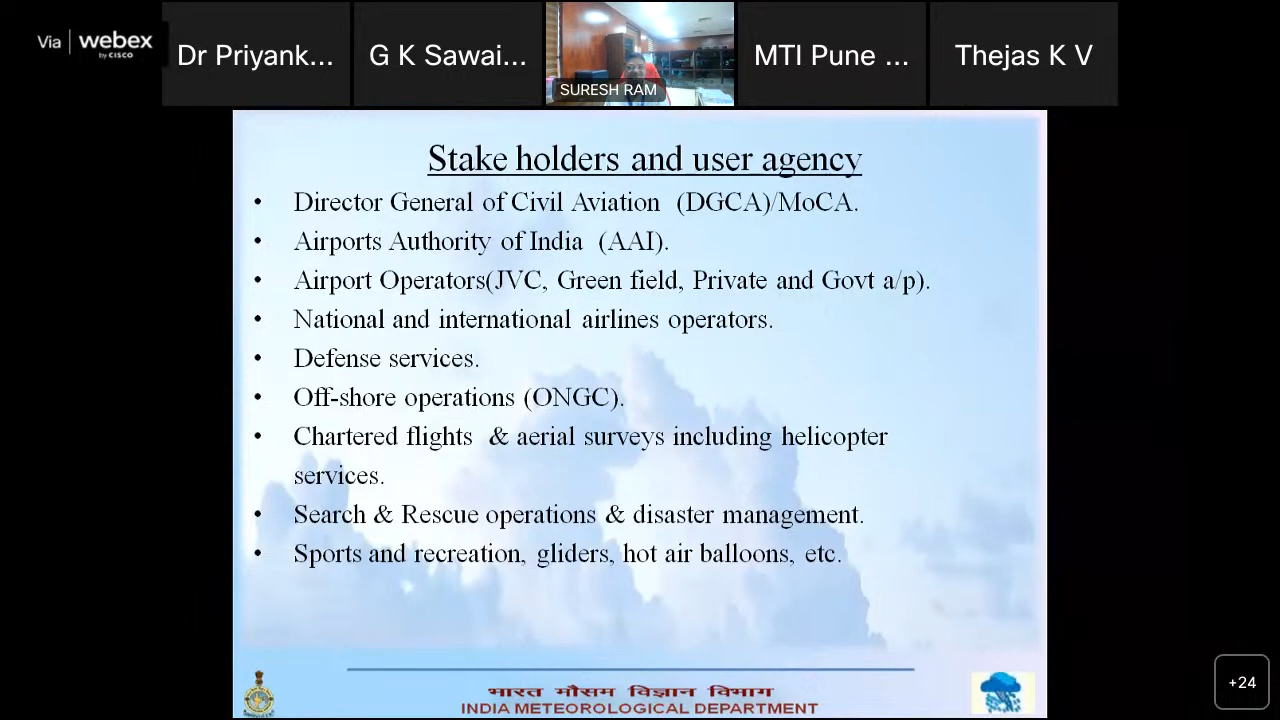 Via webex
by CISCO
Dr Priyank...
G K Sawai...
SURESH RAM
MTI Pune ...
Thejas K V
Stake holders and user agency
• Director General of Civil Aviation (DGCA)/MoCA.
• Airports Authority of India (AAI).
• Airport Operators(JVC, Green field, Private and Govt a/p).
• National and international airlines operators.
• Defense services.
• Off-shore operations (ONGC).
• Chartered flights & aerial surveys including helicopter
services.
• Search & Rescue operations & disaster management.
• Sports and recreation, gliders, hot air balloons, etc.
भारत मौसम विज्ञान विभाग
INDIA METEOROLOGICAL DEPARTMENT
+24